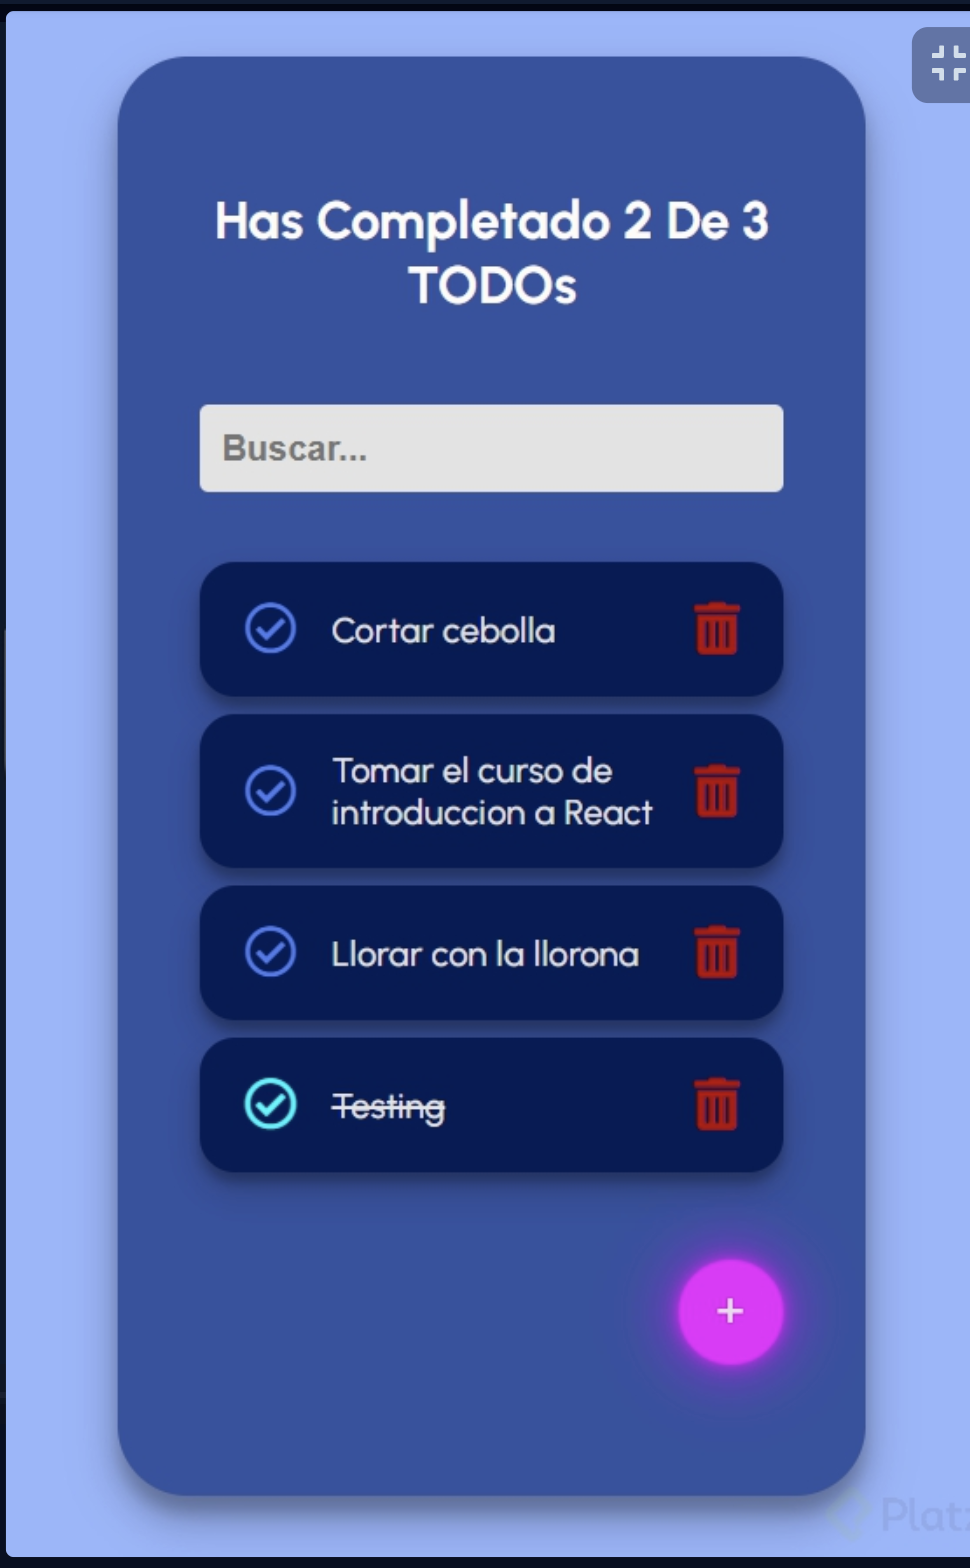 Has Completado 2 De 3
TODOs
Buscar...
Cortar cebolla
Tomar el curso de
introduccion a React
Llorar con la llorona
Testing
+